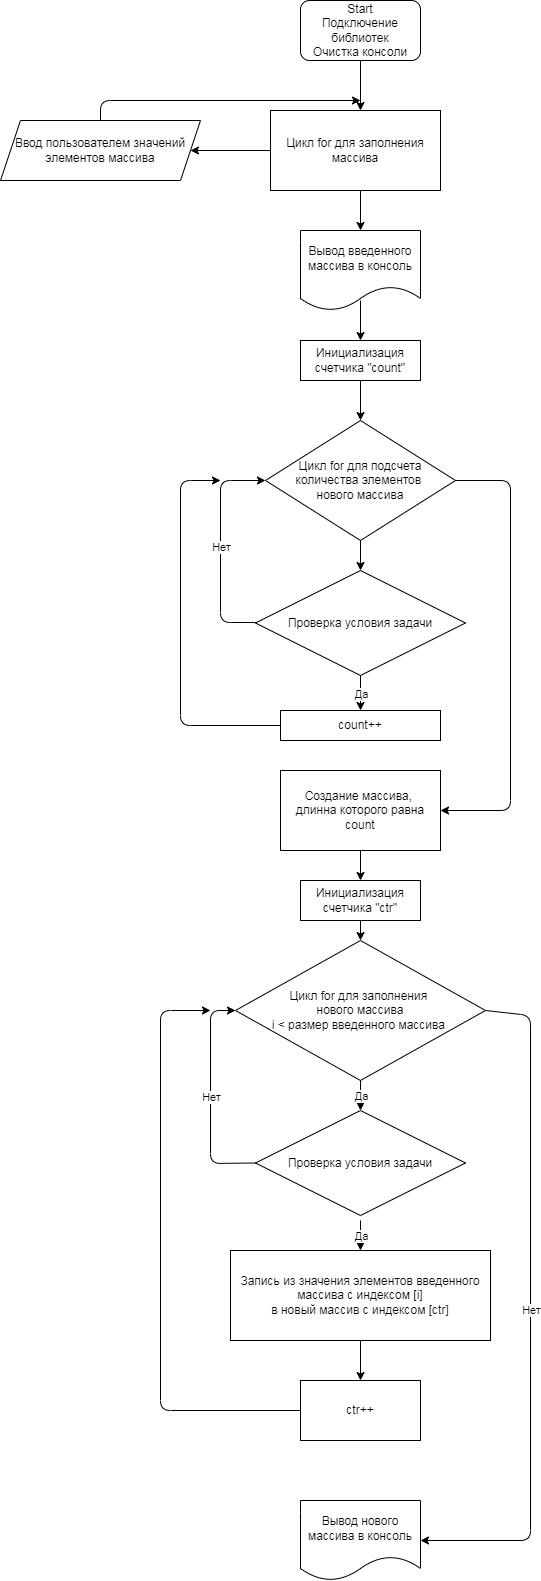 Start
Подключение
библиотек
Очистка консоли
Ввод пользователем значений
элементов массива
Цикл for для заполнения
массива
Вывод введенного
массива в консоль
Инициализация
счетчика "count"
Цикл for для подсчета
количества элементов
нового массива
Нет
Проверка условия задачи
Да
count++
Создание массива,
длинна которого равна
count
Инициализация
счетчика "ctr"
Цикл for для заполнения
нового массива
i < размер введенного массива
Да
Нет
Проверка условия задачи
Да
Запись из значения элементов введенного
массива с индексом [i]
в новый массив с индексом [ctr]
Нет
ctr++
Вывод нового
массива в консоль